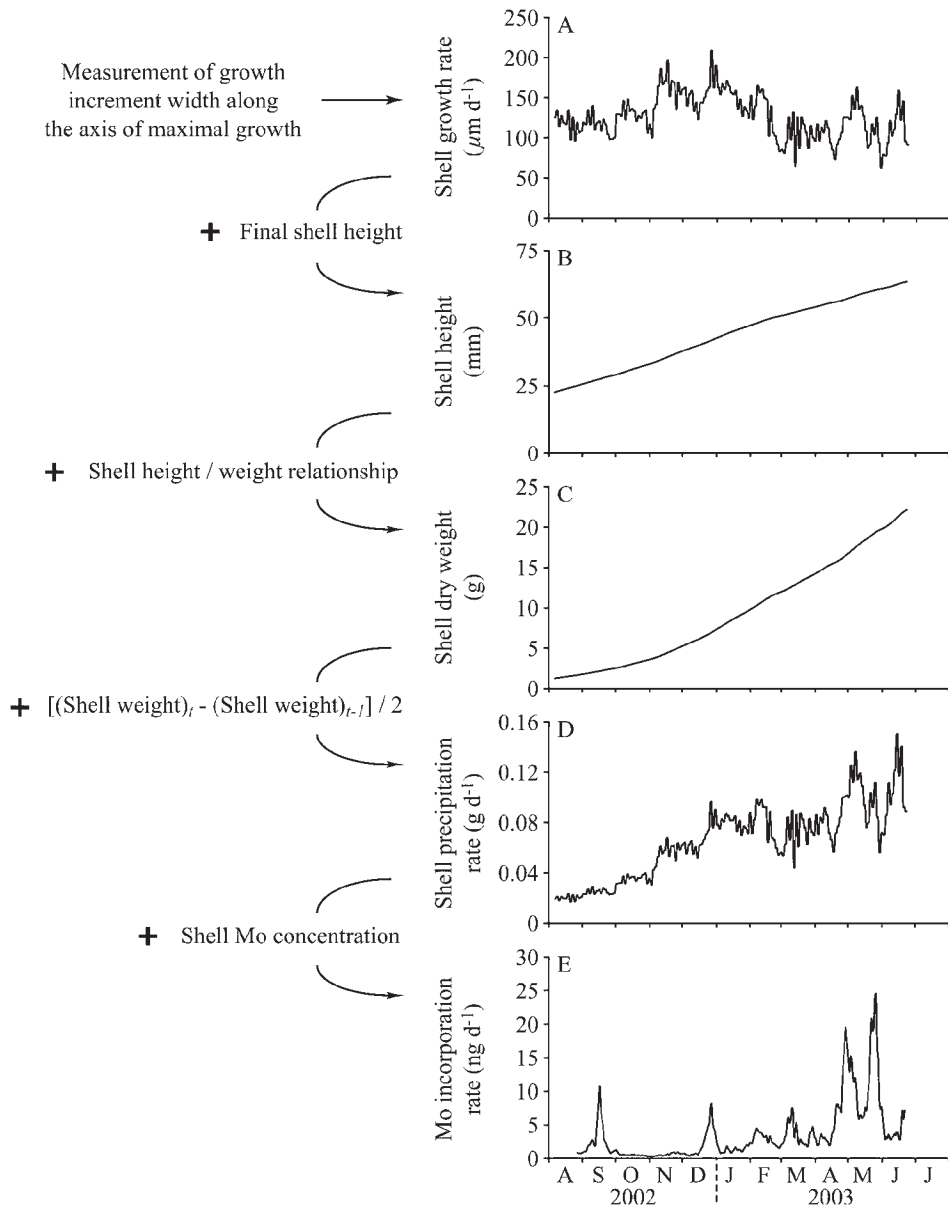 Measurement of growth
increment width along
the axis of maximal growth
Shell growth rate
(µm d⁻¹)
250
200
150
100
50
0
A
+ Final shell height
Shell height
(mm)
75
50
25
0
B
+ Shell height / weight relationship
Shell dry weight
(g)
25
20
15
10
5
0
C
+ [(Shell weight)t - (Shell weight)t-1] / 2
Shell precipitation
rate (g d⁻¹)
0.16
0.12
0.08
0.04
0
D
+ Shell Mo concentration
Mo incorporation
rate (ng d⁻¹)
30
25
20
15
10
5
0
E
A S O N D J F M A M J J
2002 2003